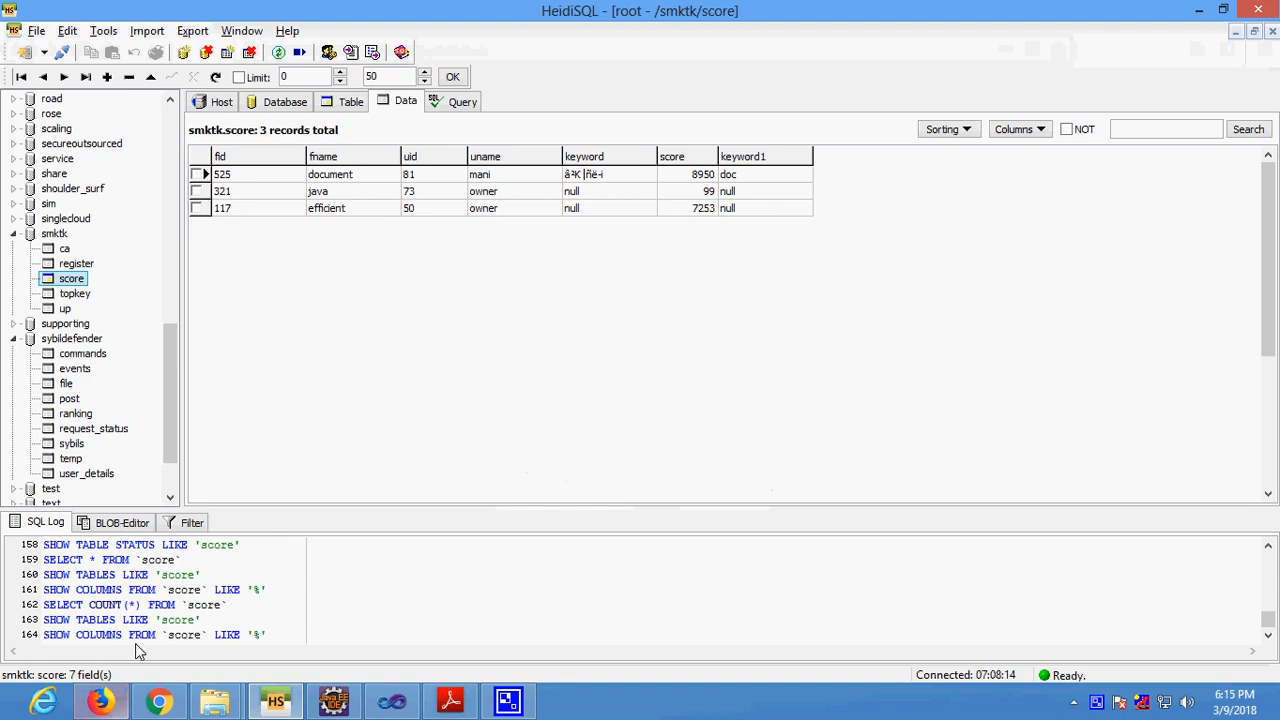 HeidiSQL - [root - /smktk/score]
File Edit Tools Import Export Window Help
Limit: 0 50 OK
road
rose
scaling
secureoutsourced
service
share
shoulder_surf
sim
singlecloud
smktk
ca
register
score
topkey
up
supporting
sybildefender
commands
events
file
post
ranking
request_status
sybils
temp
user_details
test
text
Host Database Table Data Query
smktk.score: 3 records total
Sorting Columns NOT Search
fid fname uid uname keyword score keyword1
525 document 81 mani 8950 doc
321 java 73 owner null 99 null
117 efficient 50 owner null 7253 null
SQL Log BLOB-Editor Filter
158 SHOW TABLE STATUS LIKE 'score'
159 SELECT * FROM `score`
160 SHOW TABLES LIKE 'score'
161 SHOW COLUMNS FROM `score` LIKE '%'
162 SELECT COUNT(*) FROM `score`
163 SHOW TABLES LIKE 'score'
164 SHOW COLUMNS FROM `score` LIKE '%'
smktk: score: 7 field(s) Connected: 07:08:14 Ready.
6:15 PM
3/9/2018